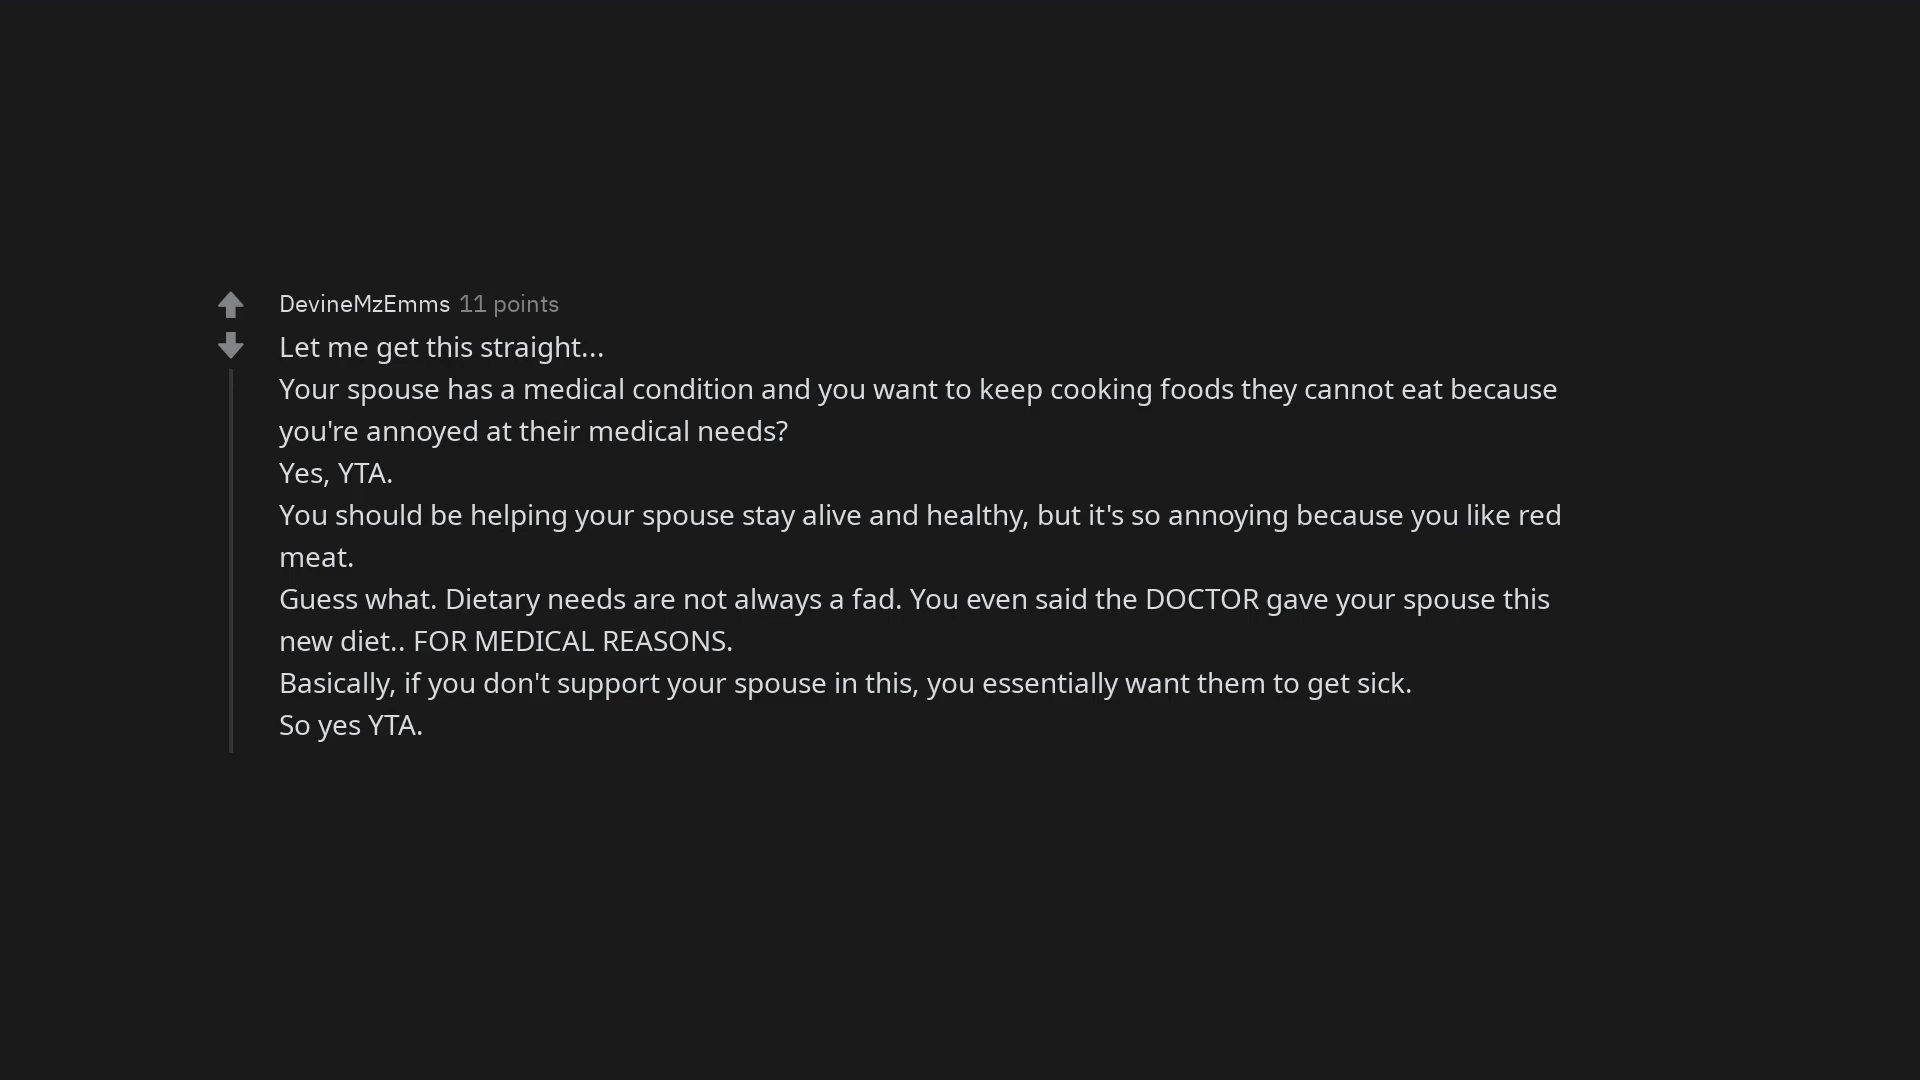 DevineMzEmms 11 points
Let me get this straight...
Your spouse has a medical condition and you want to keep cooking foods they cannot eat because
you're annoyed at their medical needs?
Yes, YTA.
You should be helping your spouse stay alive and healthy, but it's so annoying because you like red
meat.
Guess what. Dietary needs are not always a fad. You even said the DOCTOR gave your spouse this
new diet.. FOR MEDICAL REASONS.
Basically, if you don't support your spouse in this, you essentially want them to get sick.
So yes YTA.